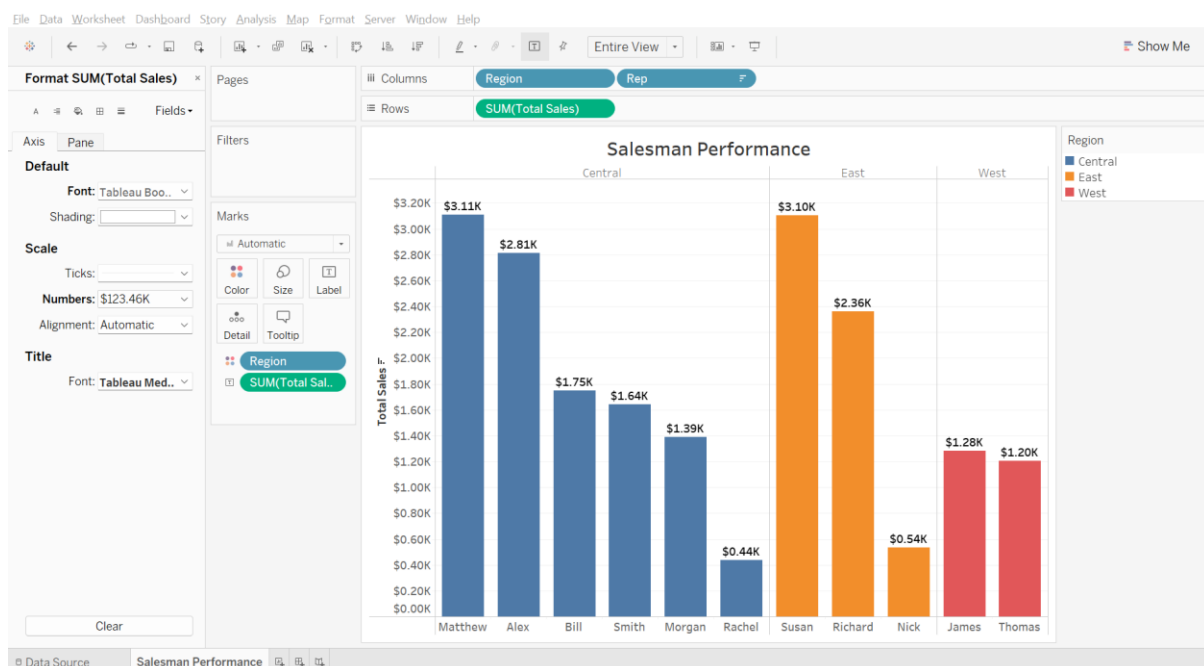 File Data Worksheet Dashboard Story Analysis Map Format Server Window Help
Entire View
Show Me
Format SUM(Total Sales) ×
Fields
Axis Pane
Default
Font: Tableau Boo..
Shading:
Scale
Ticks:
Numbers: $123.46K
Alignment: Automatic
Title
Font: Tableau Med..
Clear
Pages
Filters
Marks
Automatic
Color Size Label
Detail Tooltip
Region
SUM(Total Sal..
Columns Region Rep
Rows SUM(Total Sales)
Salesman Performance
Central East West
Total Sales
$3.20K
$3.00K
$2.80K
$2.60K
$2.40K
$2.20K
$2.00K
$1.80K
$1.60K
$1.40K
$1.20K
$1.00K
$0.80K
$0.60K
$0.40K
$0.20K
$0.00K
$3.11K
$2.81K
$1.75K
$1.64K
$1.39K
$0.44K
$3.10K
$2.36K
$0.54K
$1.28K
$1.20K
Matthew Alex Bill Smith Morgan Rachel Susan Richard Nick James Thomas
Region
Central
East
West
Data Source Salesman Performance